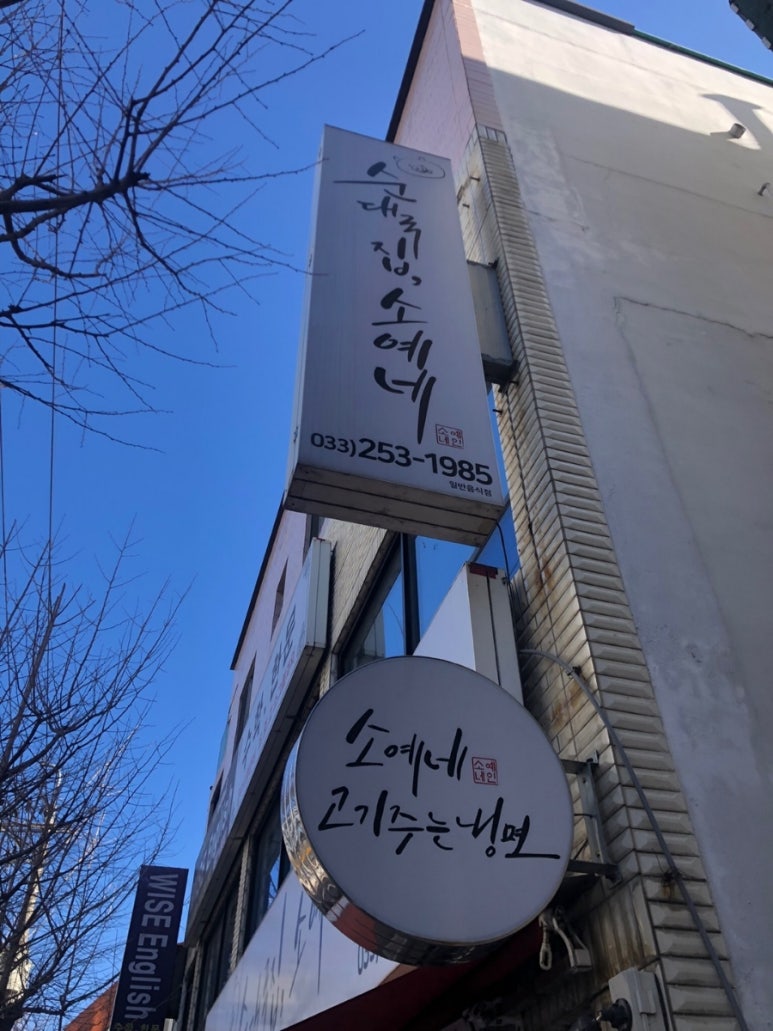 순대국
집,
소예네
소예
네인
033)253-1985
일반음식점
소예네
소예
네인
고기주는냉면
WISE English